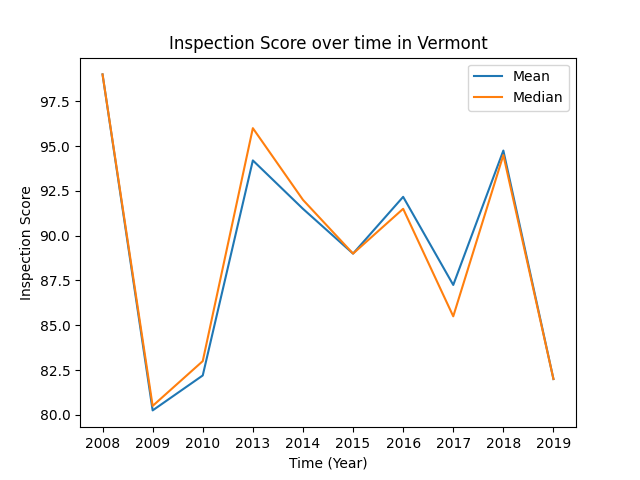 Inspection Score over time in Vermont
Mean
Median
97.5
95.0
92.5
90.0
87.5
85.0
82.5
80.0
Inspection Score
2008 2009 2010 2013 2014 2015 2016 2017 2018 2019
Time (Year)